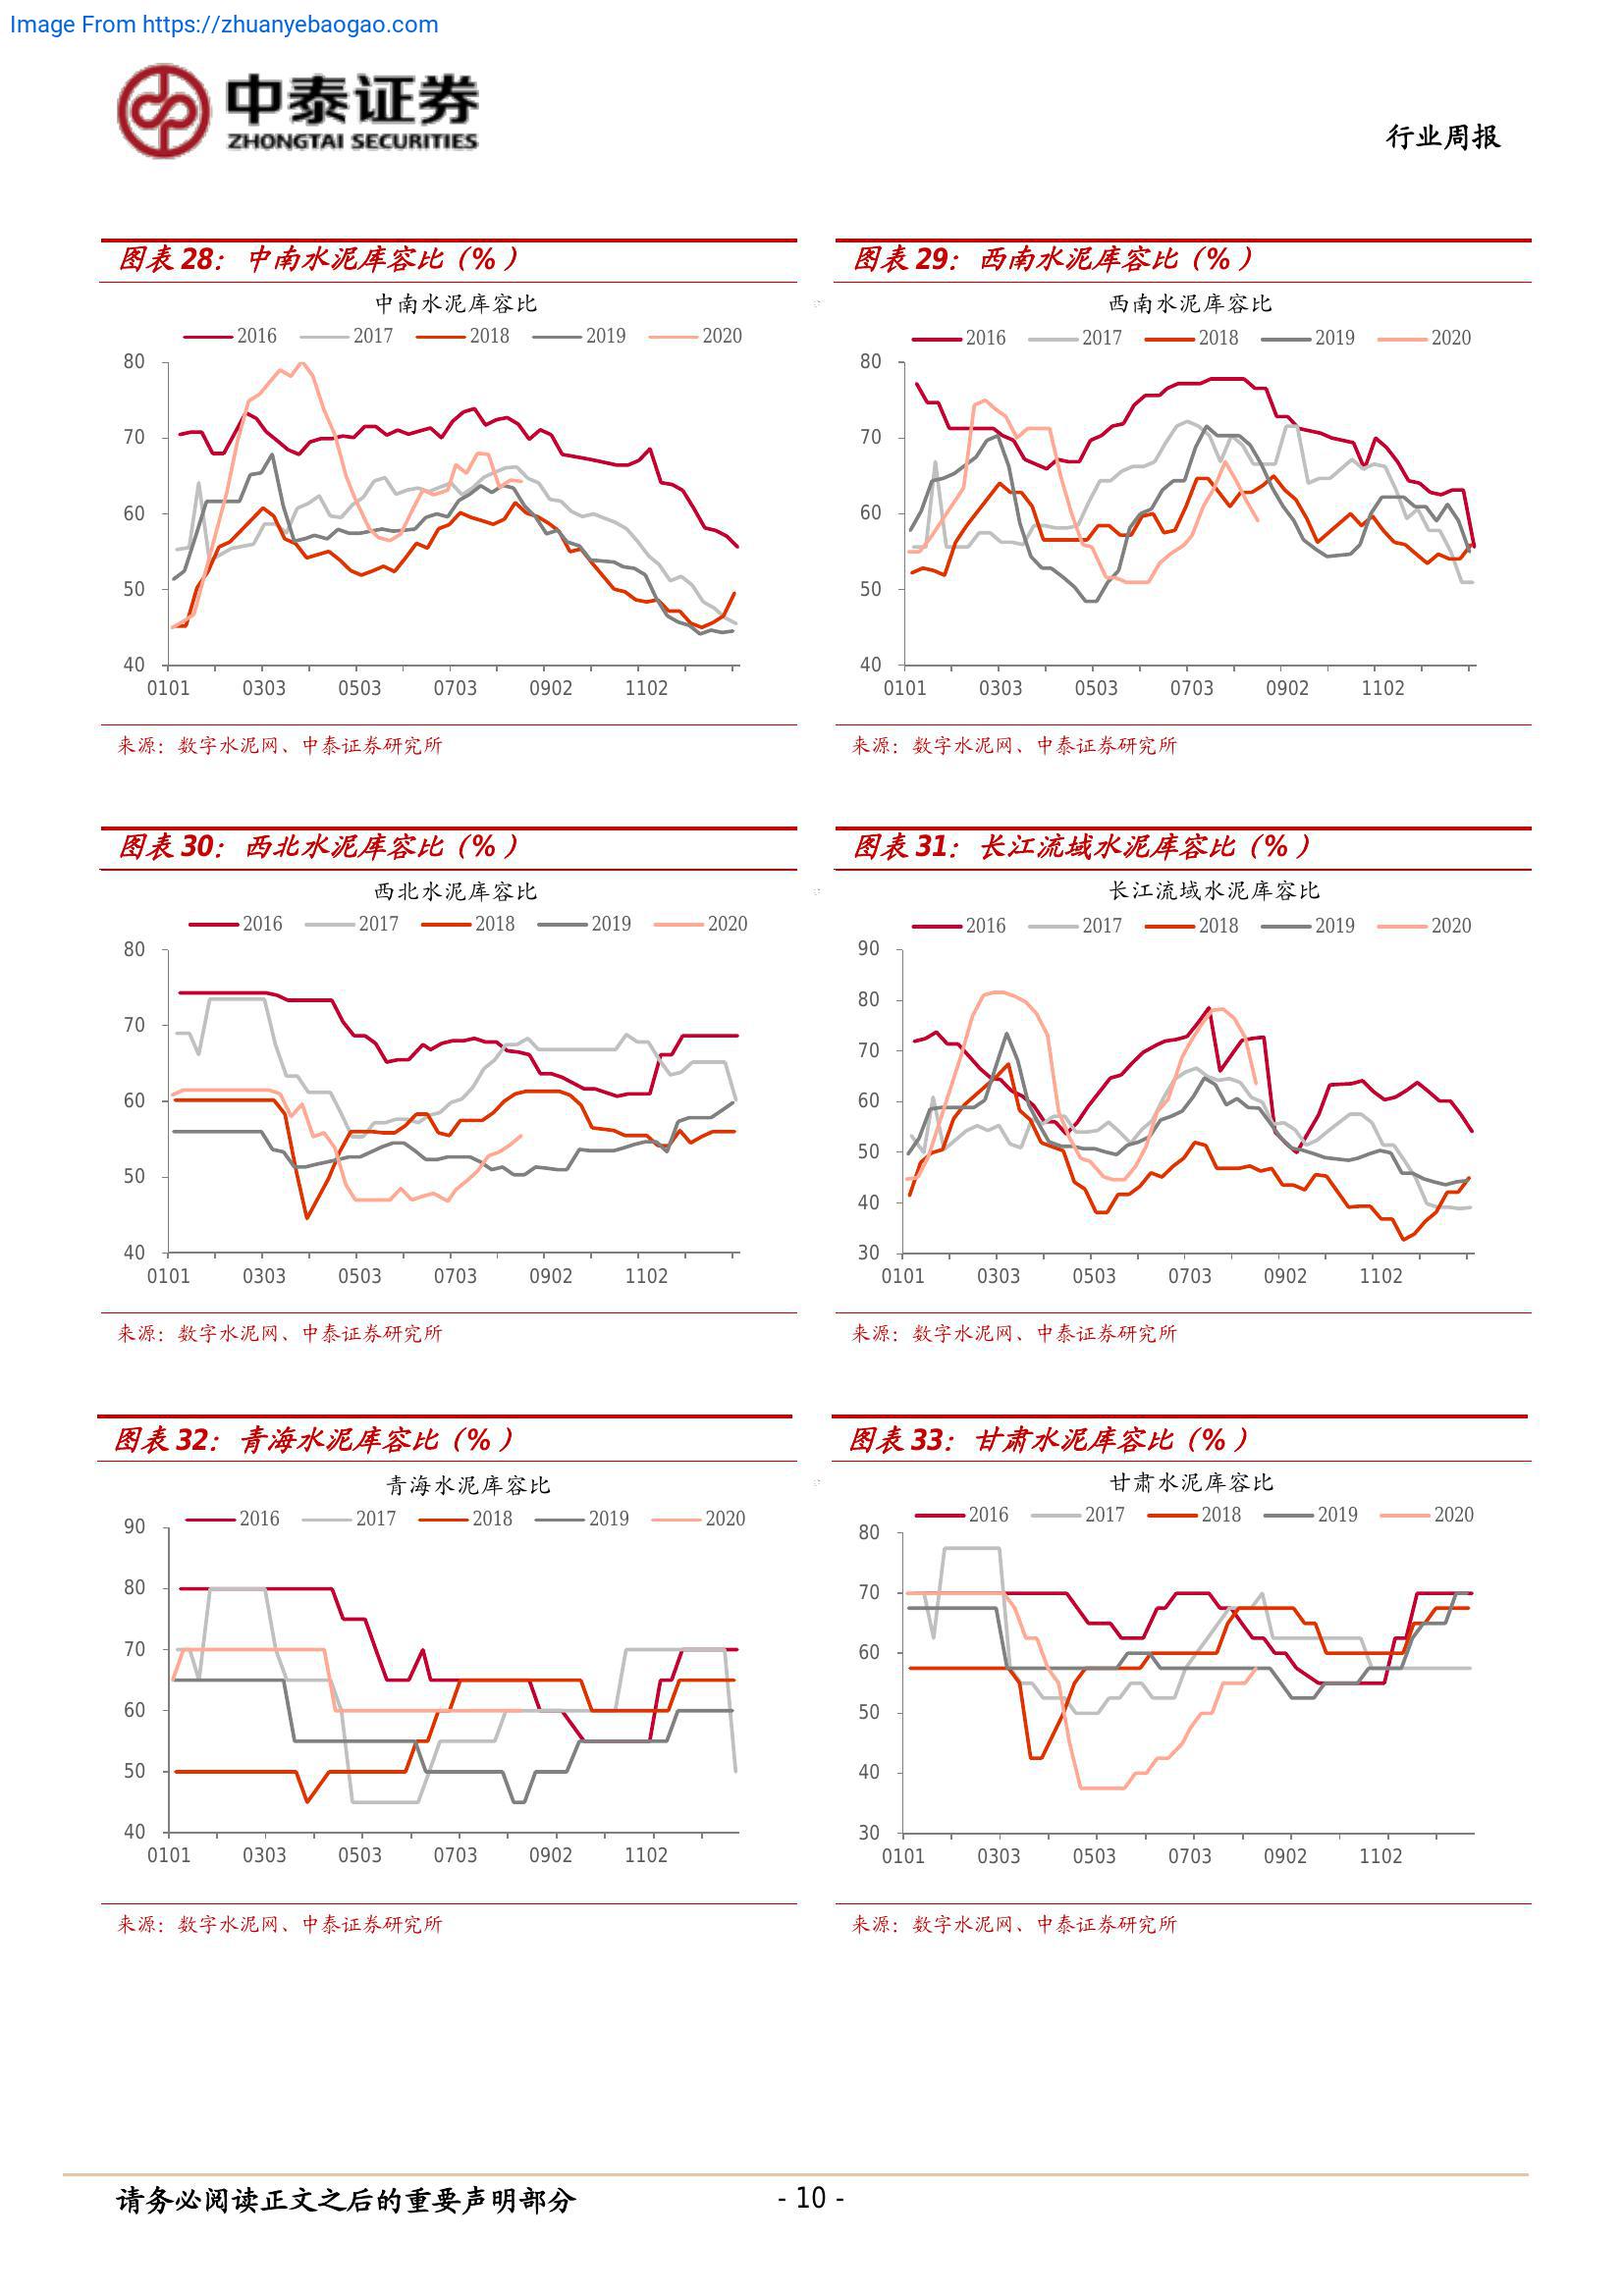 Image From https://zhuanyebaogao.com
中泰证券
ZHONGTAI SECURITIES
行业周报
图表 28：中南水泥库容比（%）
中南水泥库容比
2016 2017 2018 2019 2020
80
70
60
50
40
0101 0303 0503 0703 0902 1102
来源：数字水泥网、中泰证券研究所
图表 29：西南水泥库容比（%）
西南水泥库容比
2016 2017 2018 2019 2020
80
70
60
50
40
0101 0303 0503 0703 0902 1102
来源：数字水泥网、中泰证券研究所
图表 30：西北水泥库容比（%）
西北水泥库容比
2016 2017 2018 2019 2020
80
70
60
50
40
0101 0303 0503 0703 0902 1102
来源：数字水泥网、中泰证券研究所
图表 31：长江流域水泥库容比（%）
长江流域水泥库容比
2016 2017 2018 2019 2020
90
80
70
60
50
40
30
0101 0303 0503 0703 0902 1102
来源：数字水泥网、中泰证券研究所
图表 32：青海水泥库容比（%）
青海水泥库容比
2016 2017 2018 2019 2020
90
80
70
60
50
40
0101 0303 0503 0703 0902 1102
来源：数字水泥网、中泰证券研究所
图表 33：甘肃水泥库容比（%）
甘肃水泥库容比
2016 2017 2018 2019 2020
80
70
60
50
40
30
0101 0303 0503 0703 0902 1102
来源：数字水泥网、中泰证券研究所
请务必阅读正文之后的重要声明部分
- 10 -